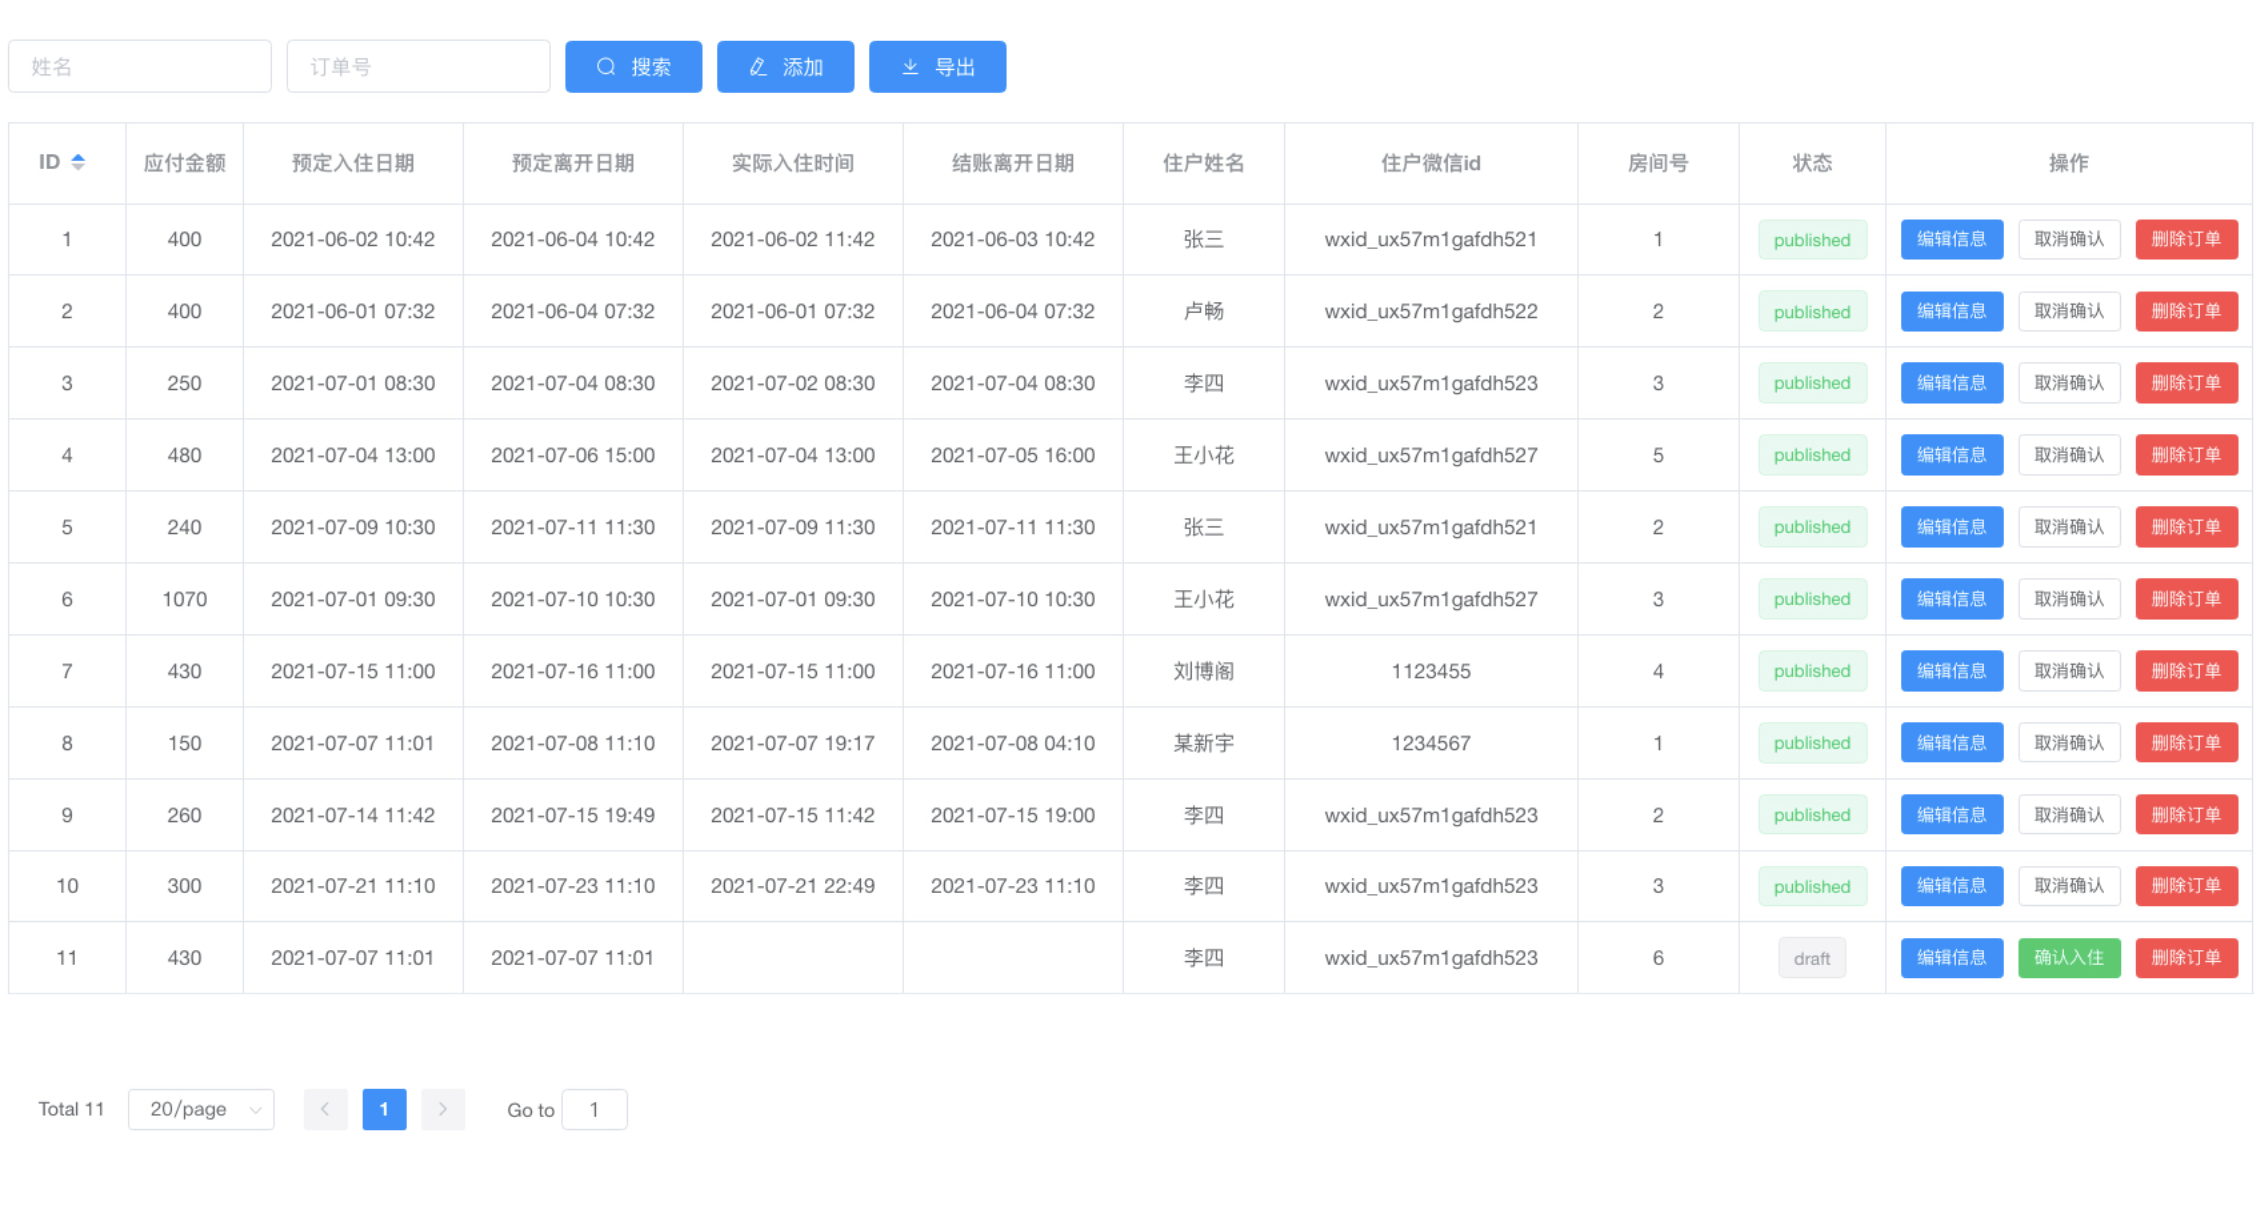 姓名 订单号 搜索 添加 导出
ID 应付金额 预定入住日期 预定离开日期 实际入住时间 结账离开日期 住户姓名 住户微信id 房间号 状态 操作
1 400 2021-06-02 10:42 2021-06-04 10:42 2021-06-02 11:42 2021-06-03 10:42 张三 wxid_ux57m1gafdh521 1 published 编辑信息 取消确认 删除订单
2 400 2021-06-01 07:32 2021-06-04 07:32 2021-06-01 07:32 2021-06-04 07:32 卢畅 wxid_ux57m1gafdh522 2 published 编辑信息 取消确认 删除订单
3 250 2021-07-01 08:30 2021-07-04 08:30 2021-07-02 08:30 2021-07-04 08:30 李四 wxid_ux57m1gafdh523 3 published 编辑信息 取消确认 删除订单
4 480 2021-07-04 13:00 2021-07-06 15:00 2021-07-04 13:00 2021-07-05 16:00 王小花 wxid_ux57m1gafdh527 5 published 编辑信息 取消确认 删除订单
5 240 2021-07-09 10:30 2021-07-11 11:30 2021-07-09 11:30 2021-07-11 11:30 张三 wxid_ux57m1gafdh521 2 published 编辑信息 取消确认 删除订单
6 1070 2021-07-01 09:30 2021-07-10 10:30 2021-07-01 09:30 2021-07-10 10:30 王小花 wxid_ux57m1gafdh527 3 published 编辑信息 取消确认 删除订单
7 430 2021-07-15 11:00 2021-07-16 11:00 2021-07-15 11:00 2021-07-16 11:00 刘博阁 1123455 4 published 编辑信息 取消确认 删除订单
8 150 2021-07-07 11:01 2021-07-08 11:10 2021-07-07 19:17 2021-07-08 04:10 某新宇 1234567 1 published 编辑信息 取消确认 删除订单
9 260 2021-07-14 11:42 2021-07-15 19:49 2021-07-15 11:42 2021-07-15 19:00 李四 wxid_ux57m1gafdh523 2 published 编辑信息 取消确认 删除订单
10 300 2021-07-21 11:10 2021-07-23 11:10 2021-07-21 22:49 2021-07-23 11:10 李四 wxid_ux57m1gafdh523 3 published 编辑信息 取消确认 删除订单
11 430 2021-07-07 11:01 2021-07-07 11:01 李四 wxid_ux57m1gafdh523 6 draft 编辑信息 确认入住 删除订单
Total 11 20/page 1 Go to 1